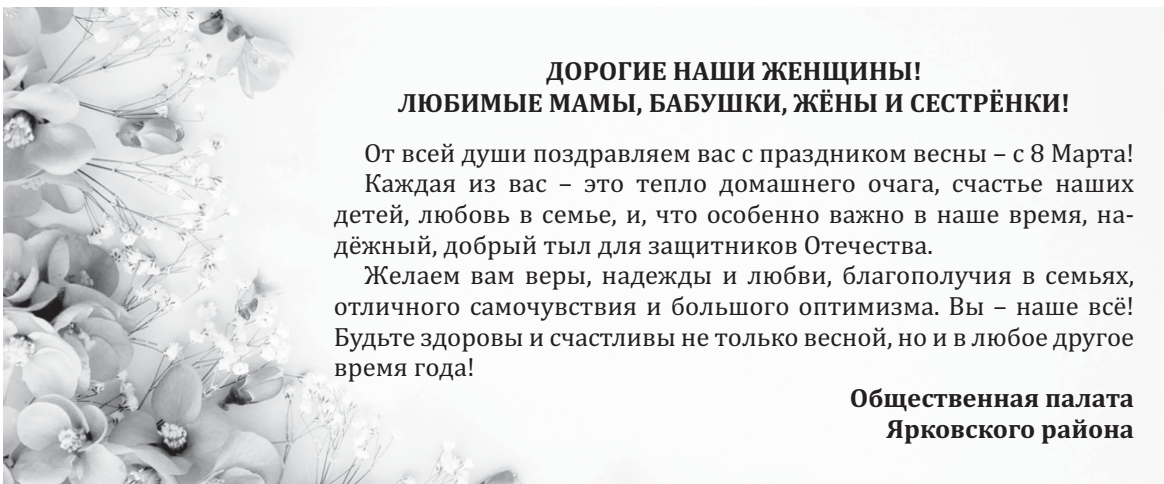 ДОРОГИЕ НАШИ ЖЕНЩИНЫ!
ЛЮБИМЫЕ МАМЫ, БАБУШКИ, ЖЁНЫ И СЕСТРЁНКИ!
От всей души поздравляем вас с праздником весны – с 8 Марта!
Каждая из вас – это тепло домашнего очага, счастье наших
детей, любовь в семье, и, что особенно важно в наше время, на-
дёжный, добрый тыл для защитников Отечества.
Желаем вам веры, надежды и любви, благополучия в семьях,
отличного самочувствия и большого оптимизма. Вы – наше всё!
Будьте здоровы и счастливы не только весной, но и в любое другое
время года!
Общественная палата
Ярковского района